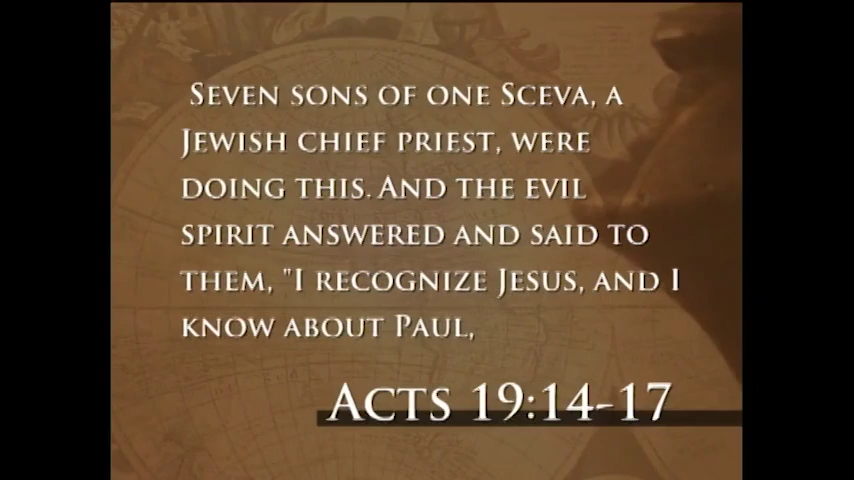 Seven sons of one Sceva, a
Jewish chief priest, were
doing this. And the evil
spirit answered and said to
them, "I recognize Jesus, and I
know about Paul,
Acts 19:14-17